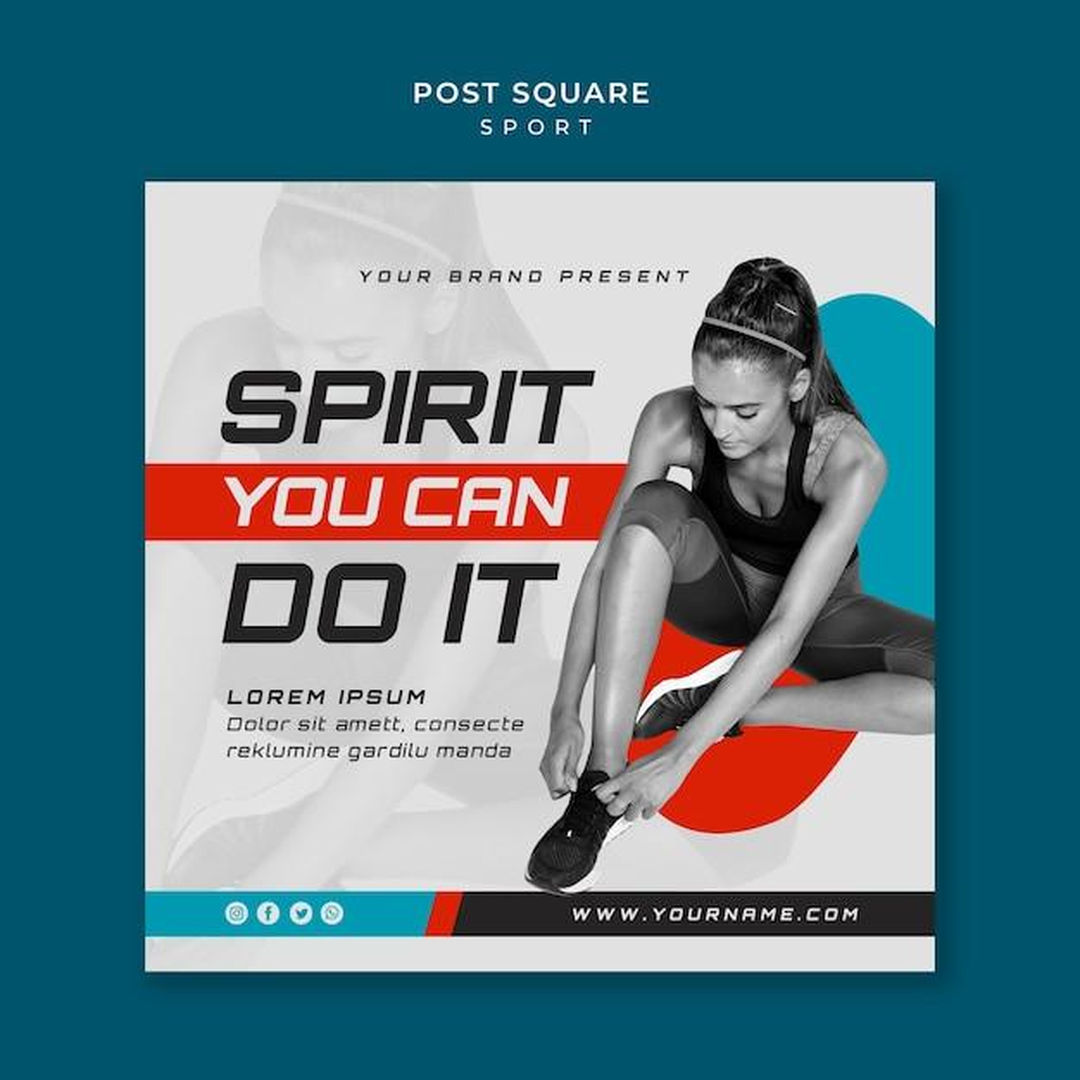 POST SQUARE
SPORT
YOUR BRAND PRESENT
SPIRIT
YOU CAN
DO IT
LOREM IPSUM
Dolor sit amett, consecte
reklumine gardilu manda
WWW.YOURNAME.COM